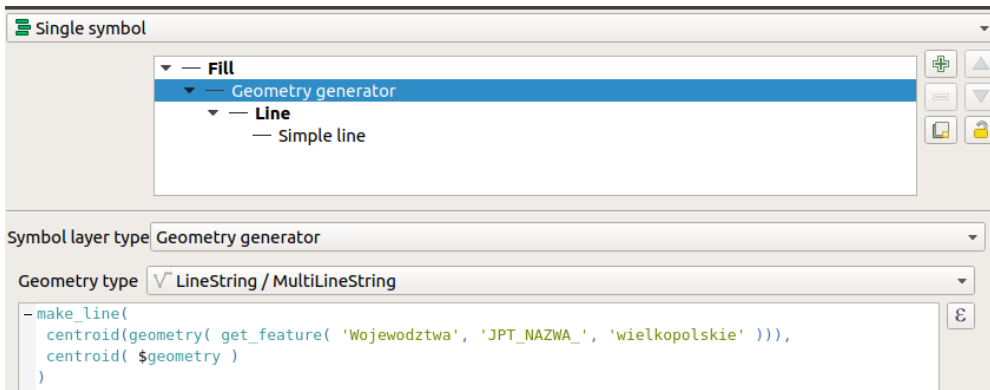 Single symbol
Fill
Geometry generator
Line
Simple line
Symbol layer type Geometry generator
Geometry type LineString / MultiLineString
make_line(
centroid(geometry( get_feature( 'Wojewodztwa', 'JPT_NAZWA_', 'wielkopolskie' ))),
centroid( $geometry )
)
ε